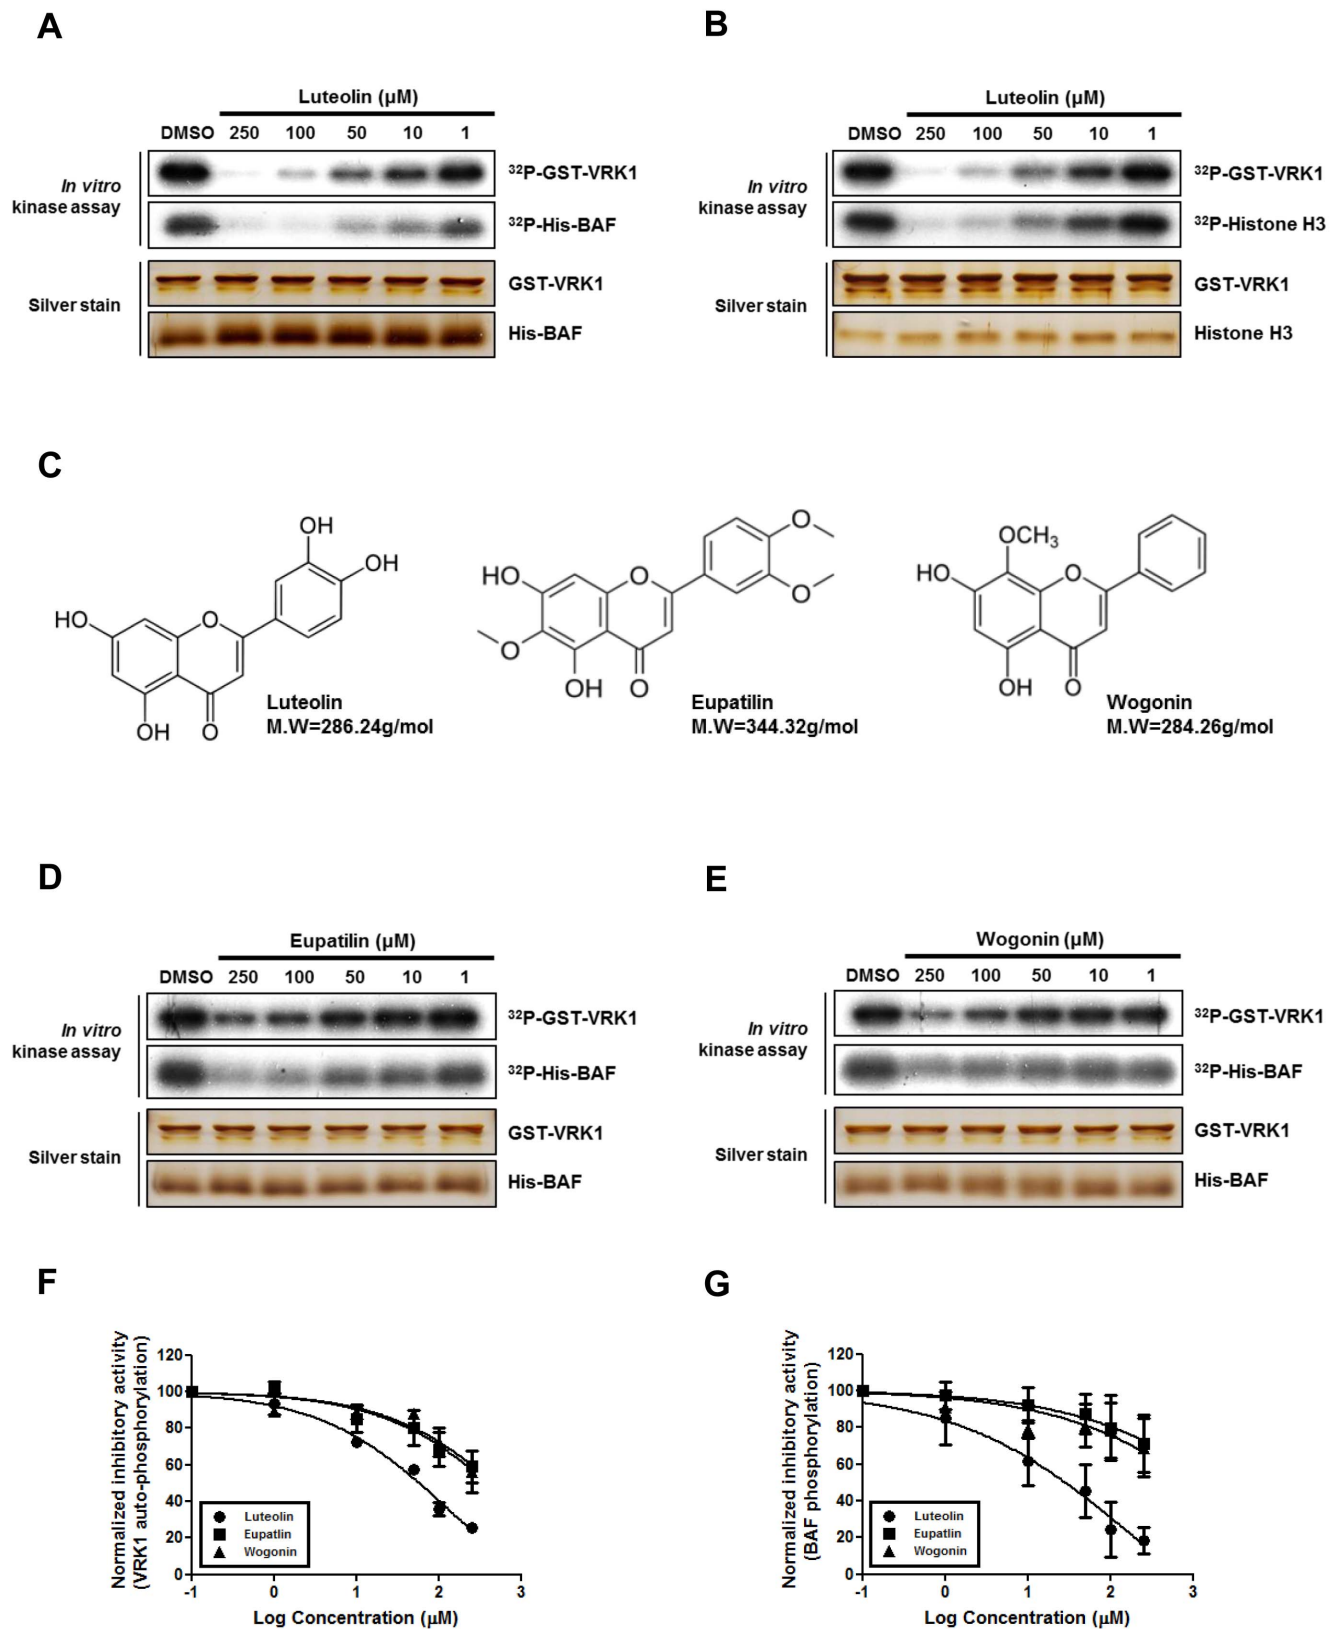 A
Luteolin (µM)
DMSO 250 100 50 10 1
In vitro
kinase assay
32P-GST-VRK1
32P-His-BAF
Silver stain
GST-VRK1
His-BAF
B
Luteolin (µM)
DMSO 250 100 50 10 1
In vitro
kinase assay
32P-GST-VRK1
32P-Histone H3
Silver stain
GST-VRK1
Histone H3
C
OH
OH
HO
O
OH
O
Luteolin
M.W=286.24g/mol
O
O
HO
O
O
OH
O
Eupatilin
M.W=344.32g/mol
OCH3
HO
O
OH
O
Wogonin
M.W=284.26g/mol
D
Eupatilin (µM)
DMSO 250 100 50 10 1
In vitro
kinase assay
32P-GST-VRK1
32P-His-BAF
Silver stain
GST-VRK1
His-BAF
E
Wogonin (µM)
DMSO 250 100 50 10 1
In vitro
kinase assay
32P-GST-VRK1
32P-His-BAF
Silver stain
GST-VRK1
His-BAF
F
Normalized inhibitory activity
(VRK1 auto-phosphorylation)
120
100
80
60
40
20
0
-1 0 1 2 3
Luteolin
Eupatlin
Wogonin
Log Concentration (µM)
G
Normalized inhibitory activity
(BAF phosphorylation)
120
100
80
60
40
20
0
-1 0 1 2 3
Luteolin
Eupatlin
Wogonin
Log Concentration (µM)